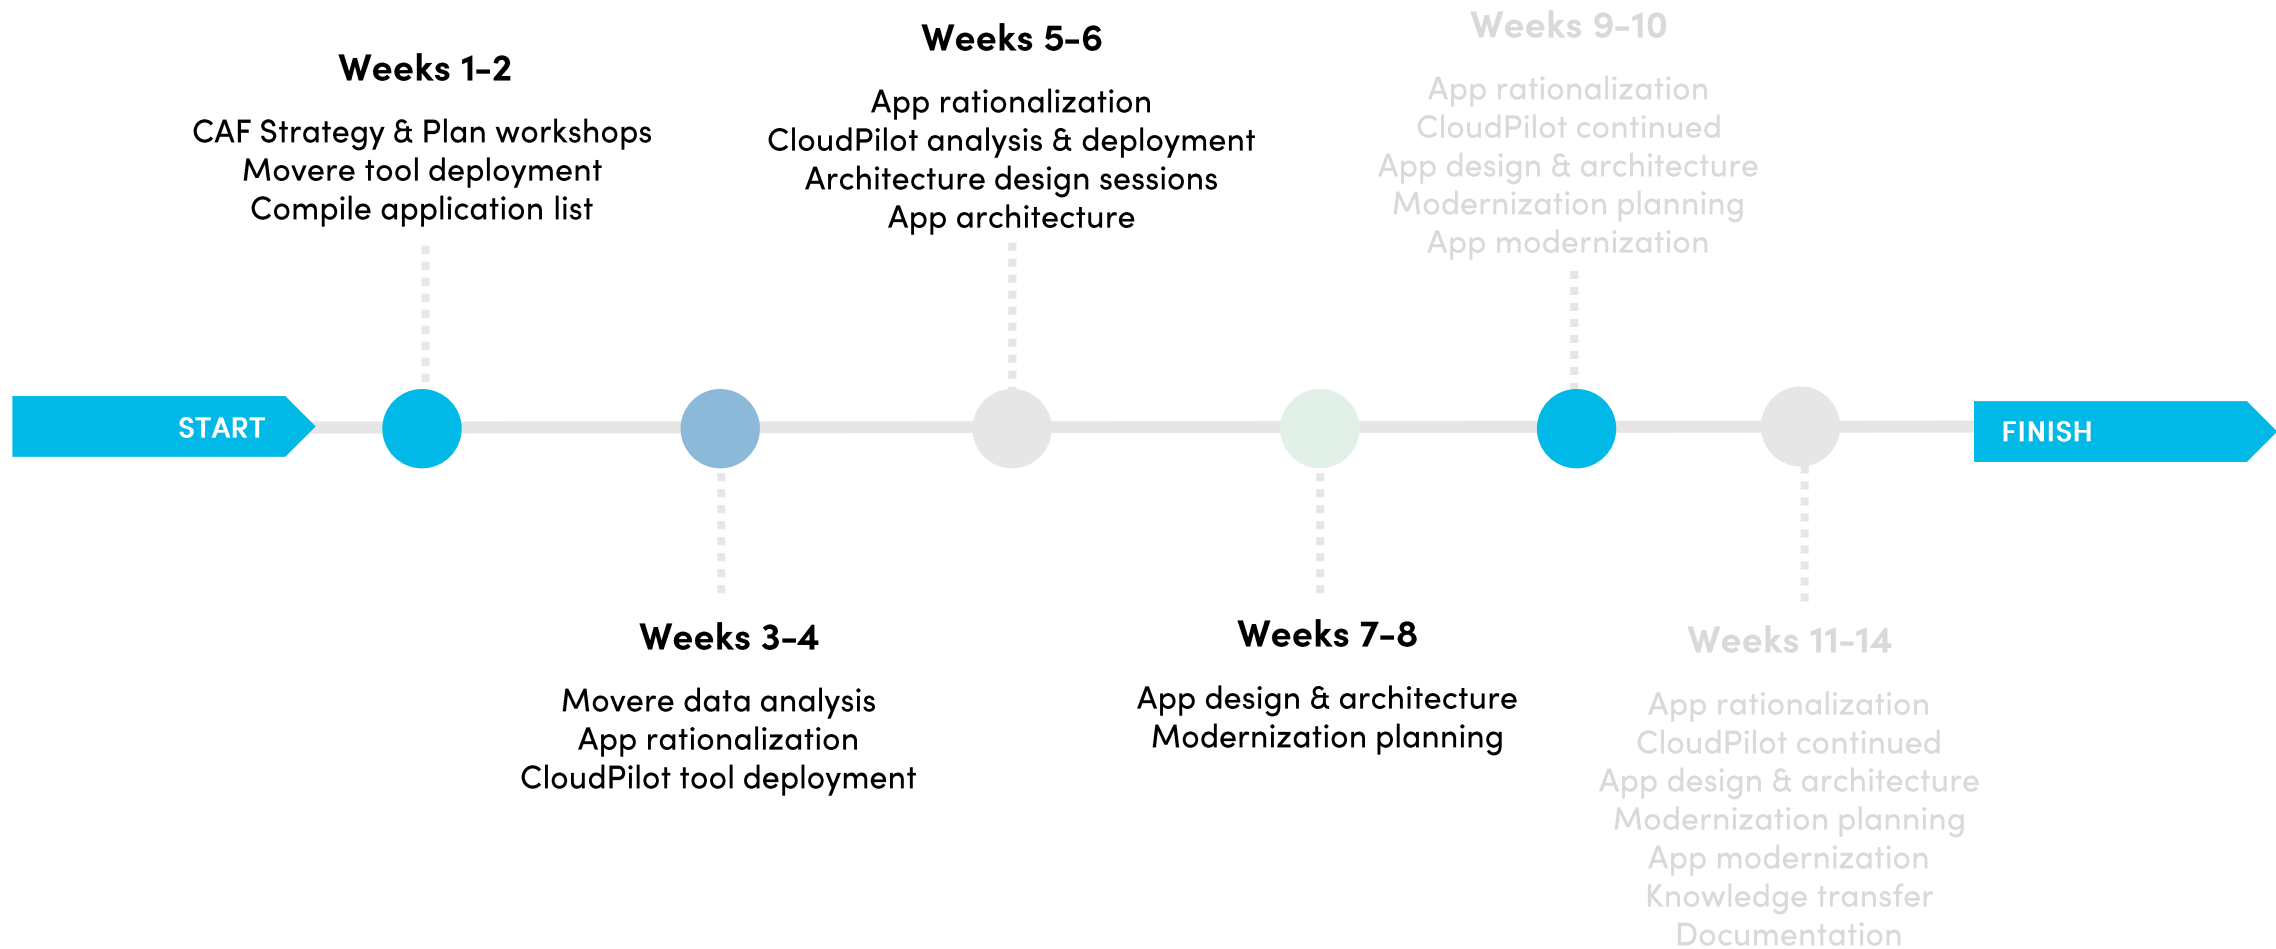 Weeks 1-2
CAF Strategy & Plan workshops
Movere tool deployment
Compile application list
Weeks 5-6
App rationalization
CloudPilot analysis & deployment
Architecture design sessions
App architecture
Weeks 9-10
App rationalization
CloudPilot continued
App design & architecture
Modernization planning
App modernization
START
FINISH
Weeks 3-4
Movere data analysis
App rationalization
CloudPilot tool deployment
Weeks 7-8
App design & architecture
Modernization planning
Weeks 11-14
App rationalization
CloudPilot continued
App design & architecture
Modernization planning
App modernization
Knowledge transfer
Documentation